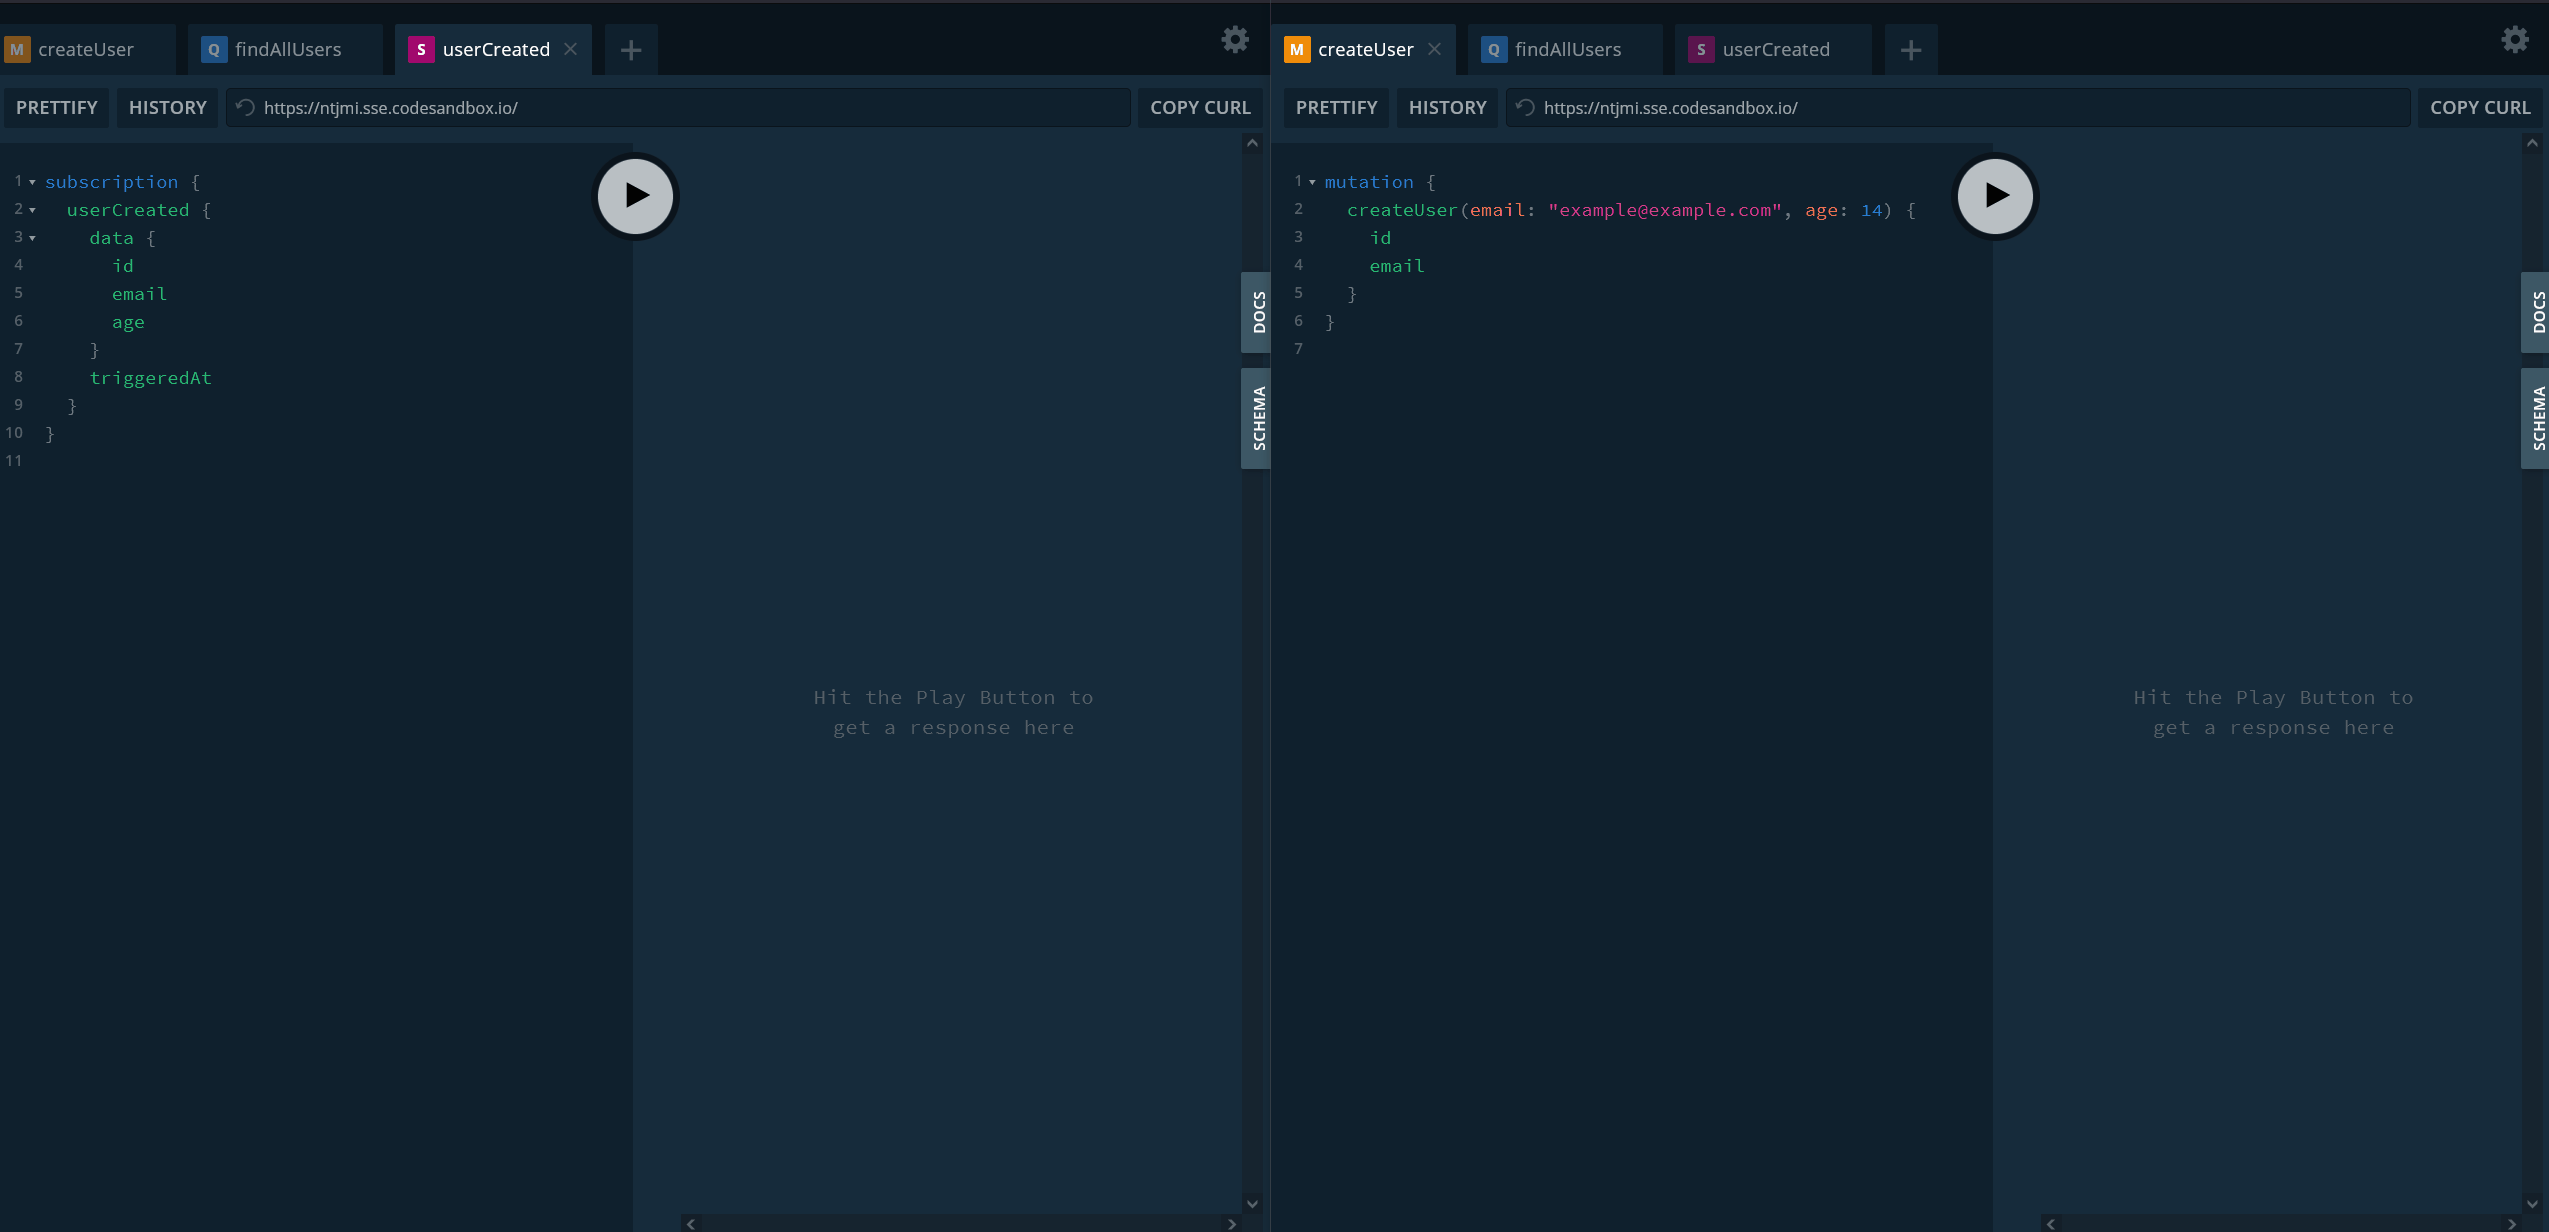 M createUser
Q findAllUsers
S userCreated
PRETTIFY
HISTORY
https://ntjmi.sse.codesandbox.io/
COPY CURL
1 subscription {
2 userCreated {
3 data {
4 id
5 email
6 age
7 }
8 triggeredAt
9 }
10 }
11
Hit the Play Button to
get a response here
DOCS
SCHEMA
M createUser
Q findAllUsers
S userCreated
PRETTIFY
HISTORY
https://ntjmi.sse.codesandbox.io/
COPY CURL
1 mutation {
2 createUser(email: "example@example.com", age: 14) {
3 id
4 email
5 }
6 }
7
Hit the Play Button to
get a response here
DOCS
SCHEMA